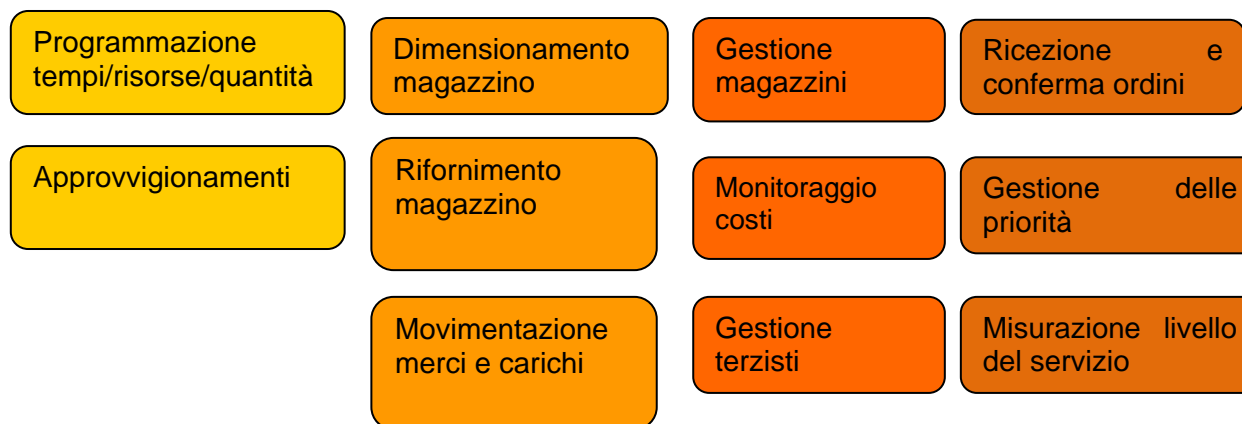 Programmazione
tempi/risorse/quantità
Approvvigionamenti
Dimensionamento
magazzino
Rifornimento
magazzino
Movimentazione
merci e carichi
Gestione
magazzini
Monitoraggio
costi
Gestione
terzisti
Ricezione e
conferma ordini
Gestione delle
priorità
Misurazione livello
del servizio